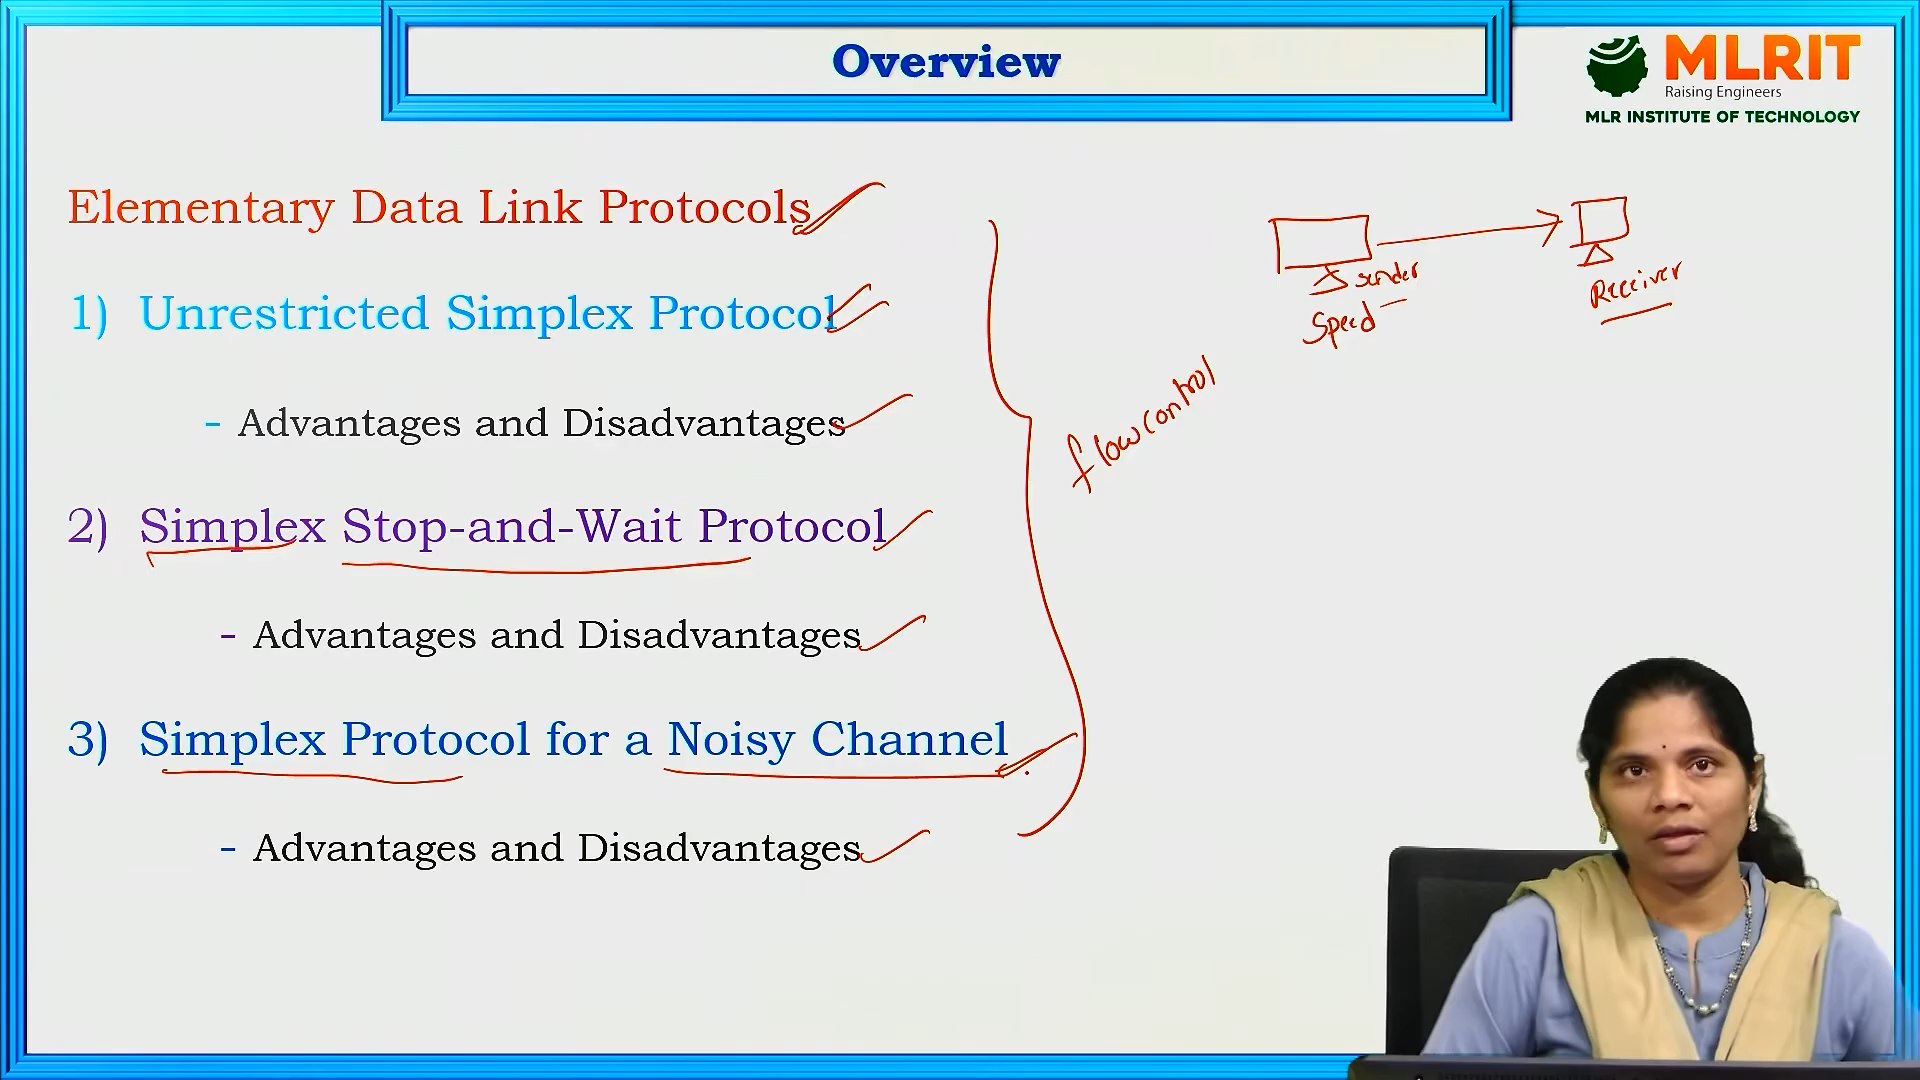 Overview
MLRIT
Raising Engineers
MLR INSTITUTE OF TECHNOLOGY
Elementary Data Link Protocols
1) Unrestricted Simplex Protocol
- Advantages and Disadvantages
2) Simplex Stop-and-Wait Protocol
- Advantages and Disadvantages
3) Simplex Protocol for a Noisy Channel
- Advantages and Disadvantages
sender
Speed
Receiver
flow control